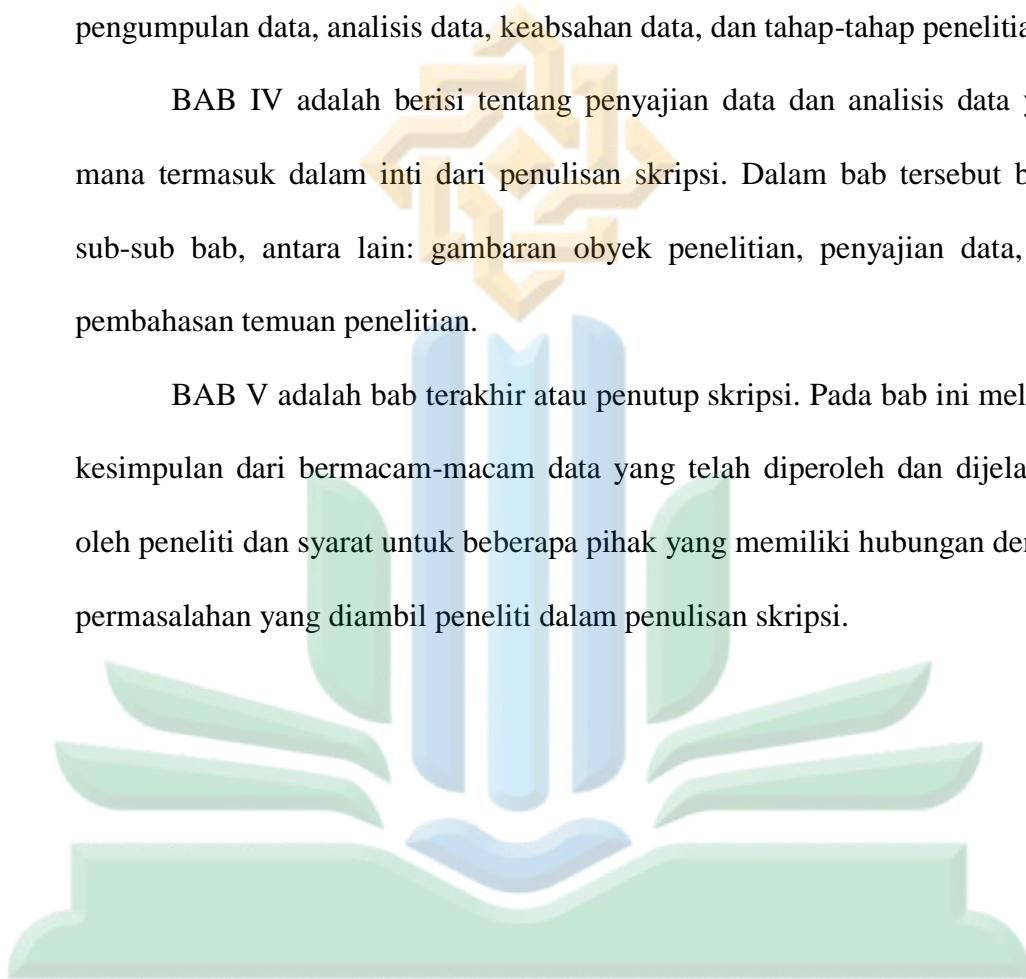 pengumpulan data, analisis data, keabsahan data, dan tahap-tahap penelitia
BAB IV adalah berisi tentang penyajian data dan analisis data y
mana termasuk dalam inti dari penulisan skripsi. Dalam bab tersebut b
sub-sub bab, antara lain: gambaran obyek penelitian, penyajian data,
pembahasan temuan penelitian.
BAB V adalah bab terakhir atau penutup skripsi. Pada bab ini mel
kesimpulan dari bermacam-macam data yang telah diperoleh dan dijela
oleh peneliti dan syarat untuk beberapa pihak yang memiliki hubungan den
permasalahan yang diambil peneliti dalam penulisan skripsi.